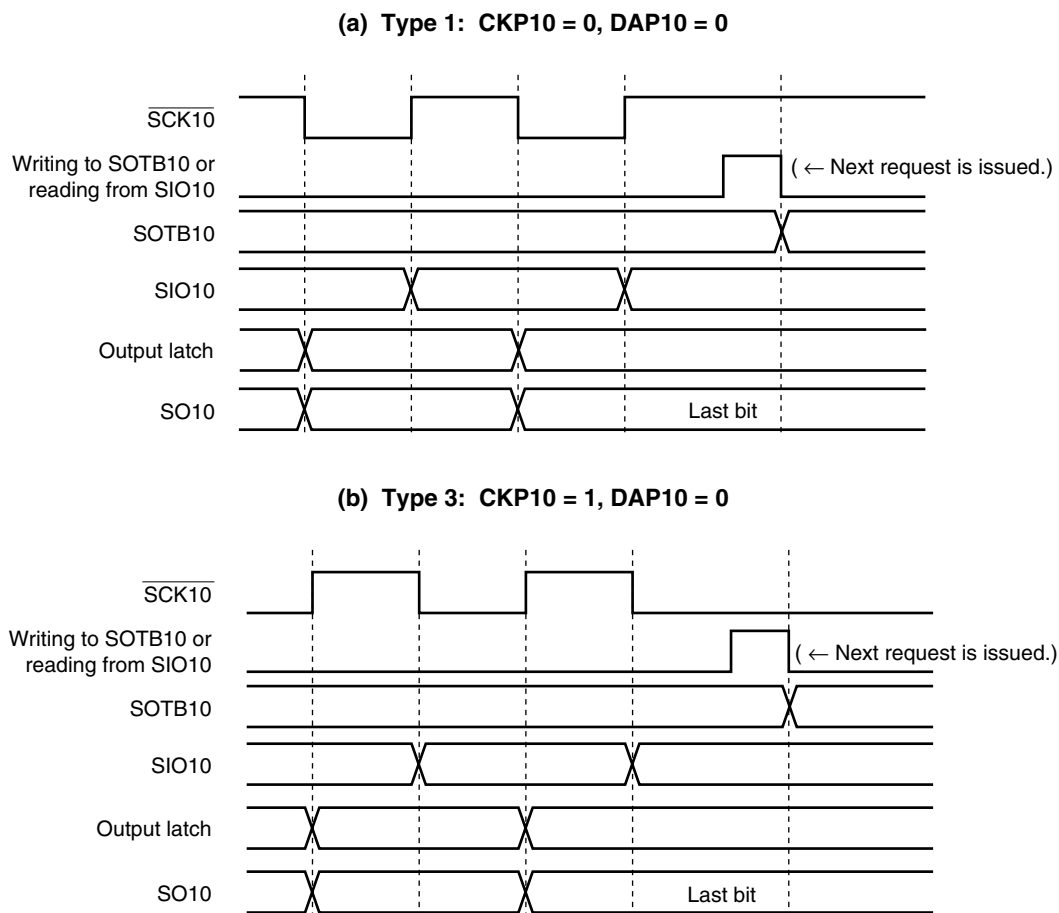 (a) Type 1: CKP10 = 0, DAP10 = 0
SCK10
Writing to SOTB10 or
reading from SIO10
( ← Next request is issued.)
SOTB10
SIO10
Output latch
SO10
Last bit
(b) Type 3: CKP10 = 1, DAP10 = 0
SCK10
Writing to SOTB10 or
reading from SIO10
( ← Next request is issued.)
SOTB10
SIO10
Output latch
SO10
Last bit